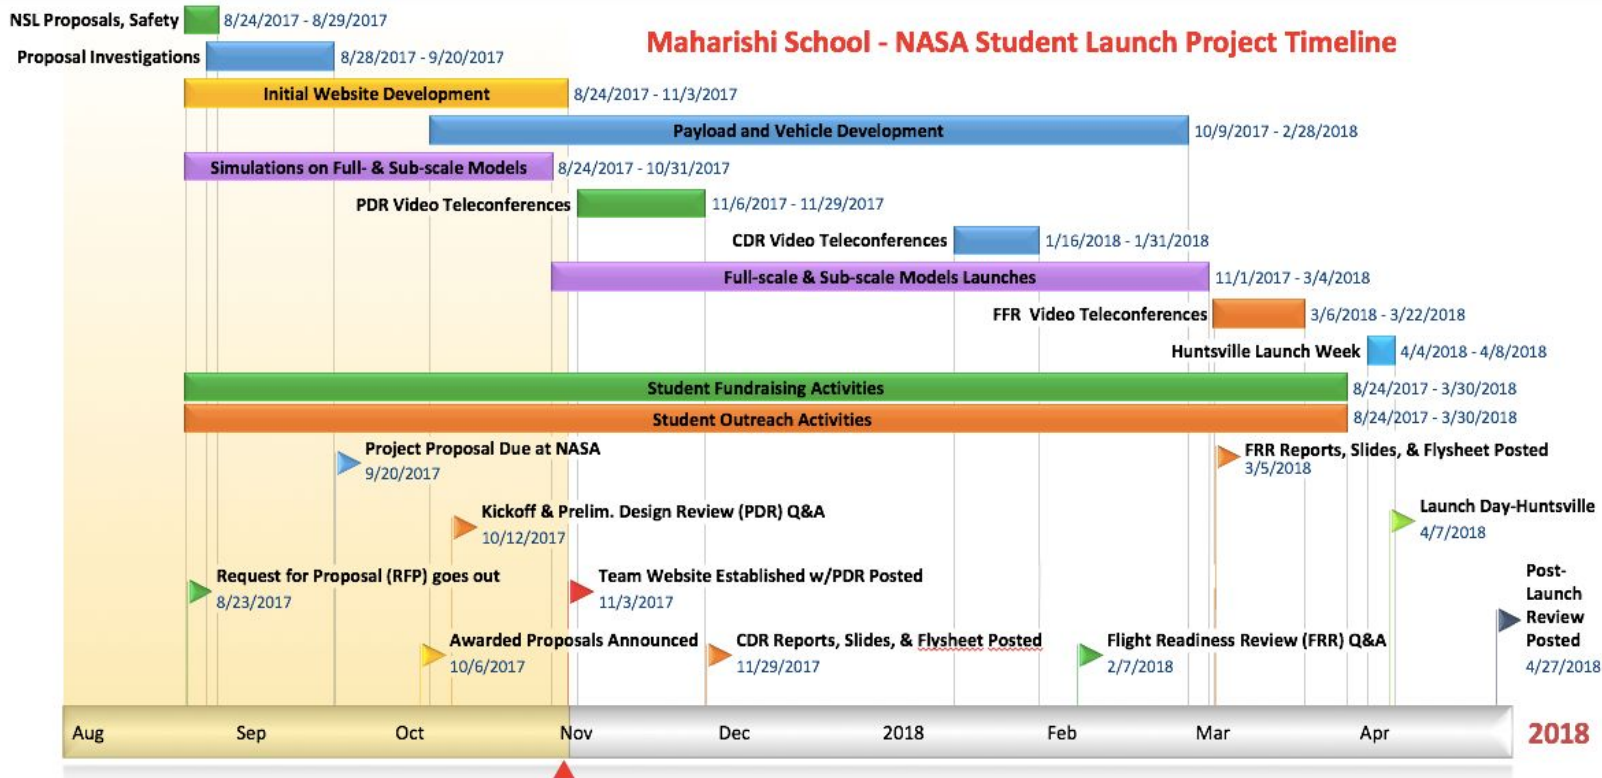 NSL Proposals, Safety 8/24/2017 - 8/29/2017
Maharishi School - NASA Student Launch Project Timeline
Proposal Investigations 8/28/2017 - 9/20/2017
Initial Website Development 8/24/2017 - 11/3/2017
Payload and Vehicle Development 10/9/2017 - 2/28/2018
Simulations on Full- & Sub-scale Models 8/24/2017 - 10/31/2017
PDR Video Teleconferences 11/6/2017 - 11/29/2017
CDR Video Teleconferences 1/16/2018 - 1/31/2018
Full-scale & Sub-scale Models Launches 11/1/2017 - 3/4/2018
FFR Video Teleconferences 3/6/2018 - 3/22/2018
Huntsville Launch Week 4/4/2018 - 4/8/2018
Student Fundraising Activities 8/24/2017 - 3/30/2018
Student Outreach Activities 8/24/2017 - 3/30/2018
Project Proposal Due at NASA
9/20/2017
FRR Reports, Slides, & Flysheet Posted
3/5/2018
Kickoff & Prelim. Design Review (PDR) Q&A
10/12/2017
Launch Day-Huntsville
4/7/2018
Request for Proposal (RFP) goes out
8/23/2017
Team Website Established w/PDR Posted
11/3/2017
Post-
Launch
Review
Posted
4/27/2018
Awarded Proposals Announced
10/6/2017
CDR Reports, Slides, & Flysheet Posted
11/29/2017
Flight Readiness Review (FRR) Q&A
2/7/2018
Aug Sep Oct Nov Dec 2018 Feb Mar Apr 2018